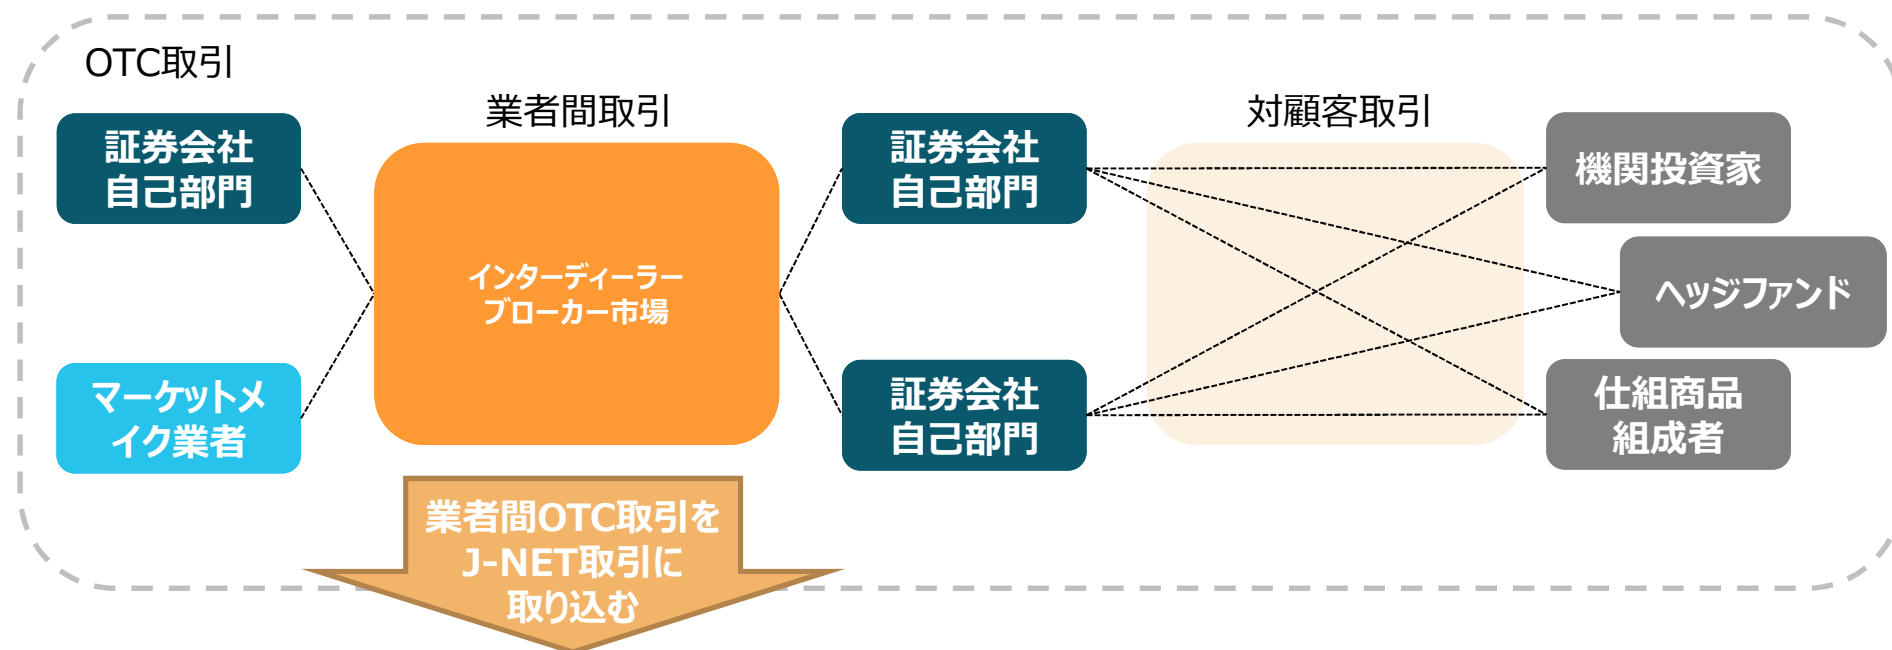 OTC取引
業者間取引
対顧客取引
証券会社
自己部門
マーケットメ
イク業者
インターディーラー
ブローカー市場
証券会社
自己部門
証券会社
自己部門
機関投資家
ヘッジファンド
仕組商品
組成者
業者間OTC取引を
J-NET取引に
取り込む